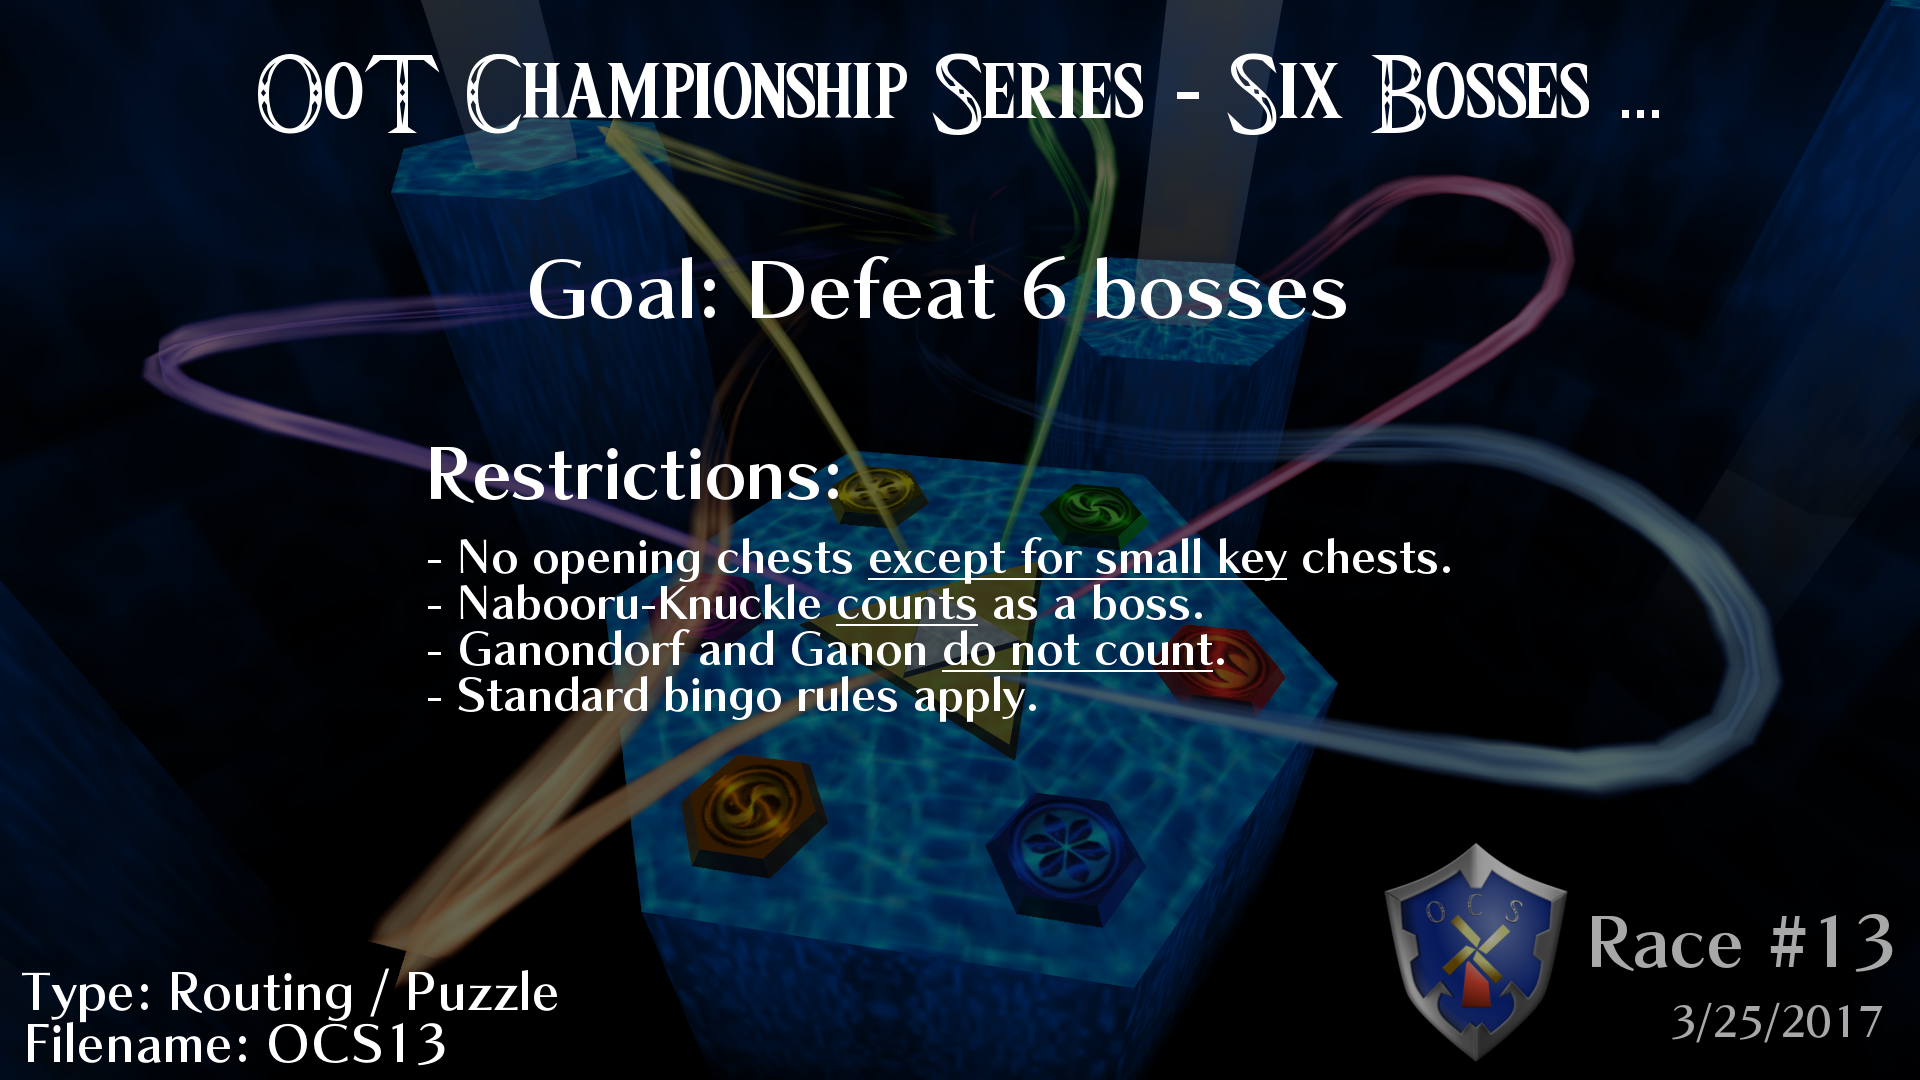 OoT Championship Series - Six Bosses ...
Goal: Defeat 6 bosses
Restrictions:
- No opening chests except for small key chests.
- Nabooru-Knuckle counts as a boss.
- Ganondorf and Ganon do not count.
- Standard bingo rules apply.
OCS
Race #13
3/25/2017
Type: Routing / Puzzle
Filename: OCS13